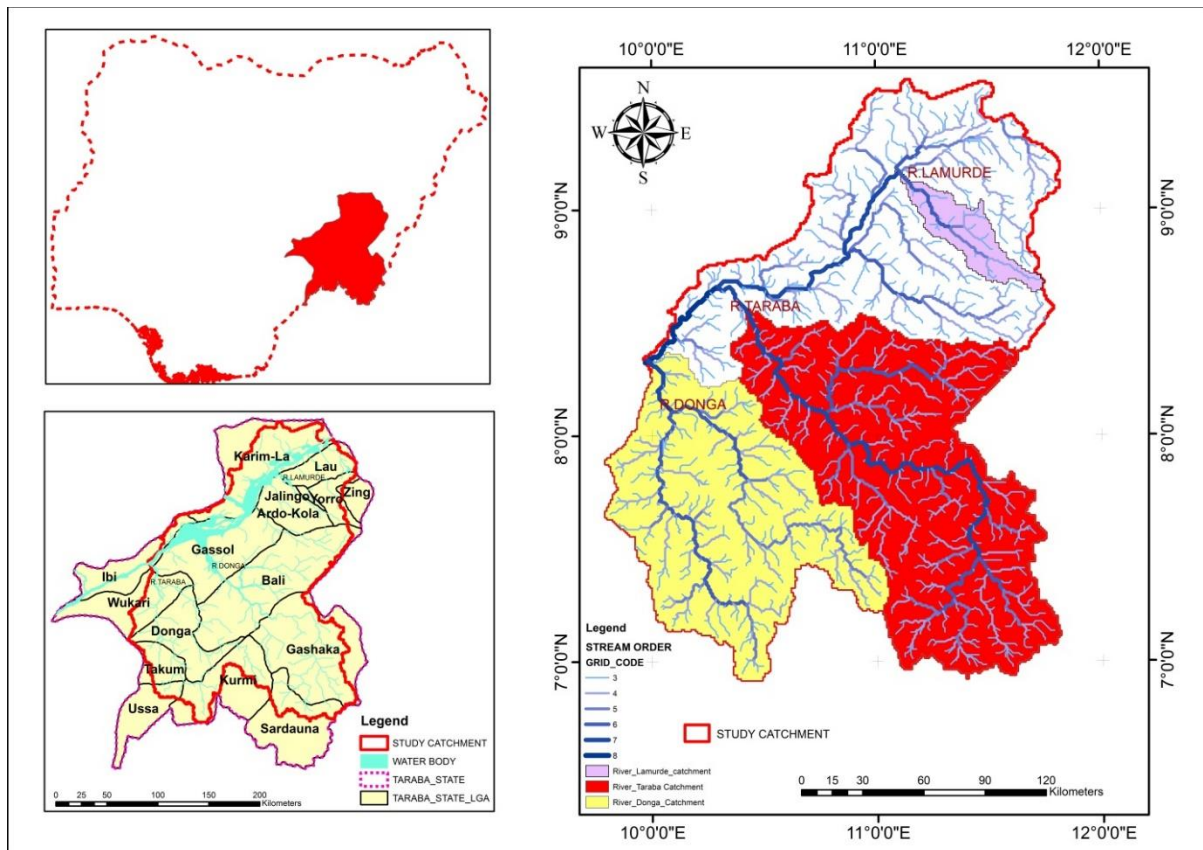 Karim-La
Lau
R.LAMURDE
Jalingo
Yorro
Zing
Ardo-Kola
Gassol
R.DONGA
Ibi
R.TARABA
Bali
Wukari
Donga
Gashaka
Takumi
Kurmi
Ussa
Sardauna
Legend
STUDY CATCHMENT
WATER BODY
TARABA_STATE
TARABA_STATE_LGA
0 25 50 100 150 200
Kilometers
10°0'0"E 11°0'0"E 12°0'0"E
N
W E
S
R.LAMURDE
9°0'0"N 9°0'0"N
R.TARABA
R.DONGA
8°0'0"N 8°0'0"N
7°0'0"N 7°0'0"N
Legend
STREAM ORDER
GRID_CODE
3
4
5
6
7
8
River_Lamurde_catchment
River_Taraba Catchment
River_Donga_Catchment
STUDY CATCHMENT
0 15 30 60 90 120
Kilometers
10°0'0"E 11°0'0"E 12°0'0"E